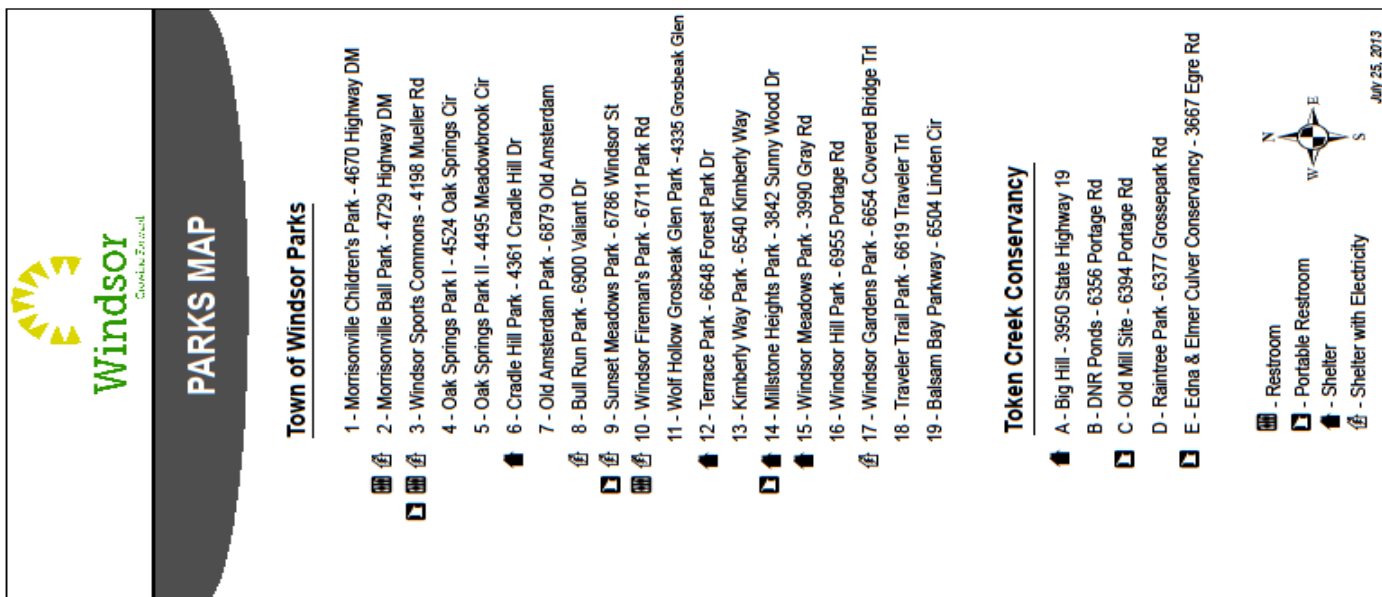 Windsor
Growing Forward
PARKS MAP
Town of Windsor Parks
1 - Morrisonville Children's Park - 4670 Highway DM
2 - Morrisonville Ball Park - 4729 Highway DM
3 - Windsor Sports Commons - 4198 Mueller Rd
4 - Oak Springs Park I - 4524 Oak Springs Cir
5 - Oak Springs Park II - 4495 Meadowbrook Cir
6 - Cradle Hill Park - 4361 Cradle Hill Dr
7 - Old Amsterdam Park - 6879 Old Amsterdam
8 - Bull Run Park - 6900 Valiant Dr
9 - Sunset Meadows Park - 6786 Windsor St
10 - Windsor Fireman's Park - 6711 Park Rd
11 - Wolf Hollow Grosbeak Glen Park - 4335 Grosbeak Glen
12 - Terrace Park - 6648 Forest Park Dr
13 - Kimberly Way Park - 6540 Kimberly Way
14 - Millstone Heights Park - 3842 Sunny Wood Dr
15 - Windsor Meadows Park - 3990 Gray Rd
16 - Windsor Hill Park - 6955 Portage Rd
17 - Windsor Gardens Park - 6654 Covered Bridge Trl
18 - Traveler Trail Park - 6619 Traveler Trl
19 - Balsam Bay Parkway - 6504 Linden Cir
Token Creek Conservancy
A - Big Hill - 3950 State Highway 19
B - DNR Ponds - 6356 Portage Rd
C - Old Mill Site - 6394 Portage Rd
D - Raintree Park - 6377 Grossepark Rd
E - Edna & Elmer Culver Conservancy - 3667 Egre Rd
- Restroom
- Portable Restroom
- Shelter
- Shelter with Electricity
N
W E
S
July 25, 2013